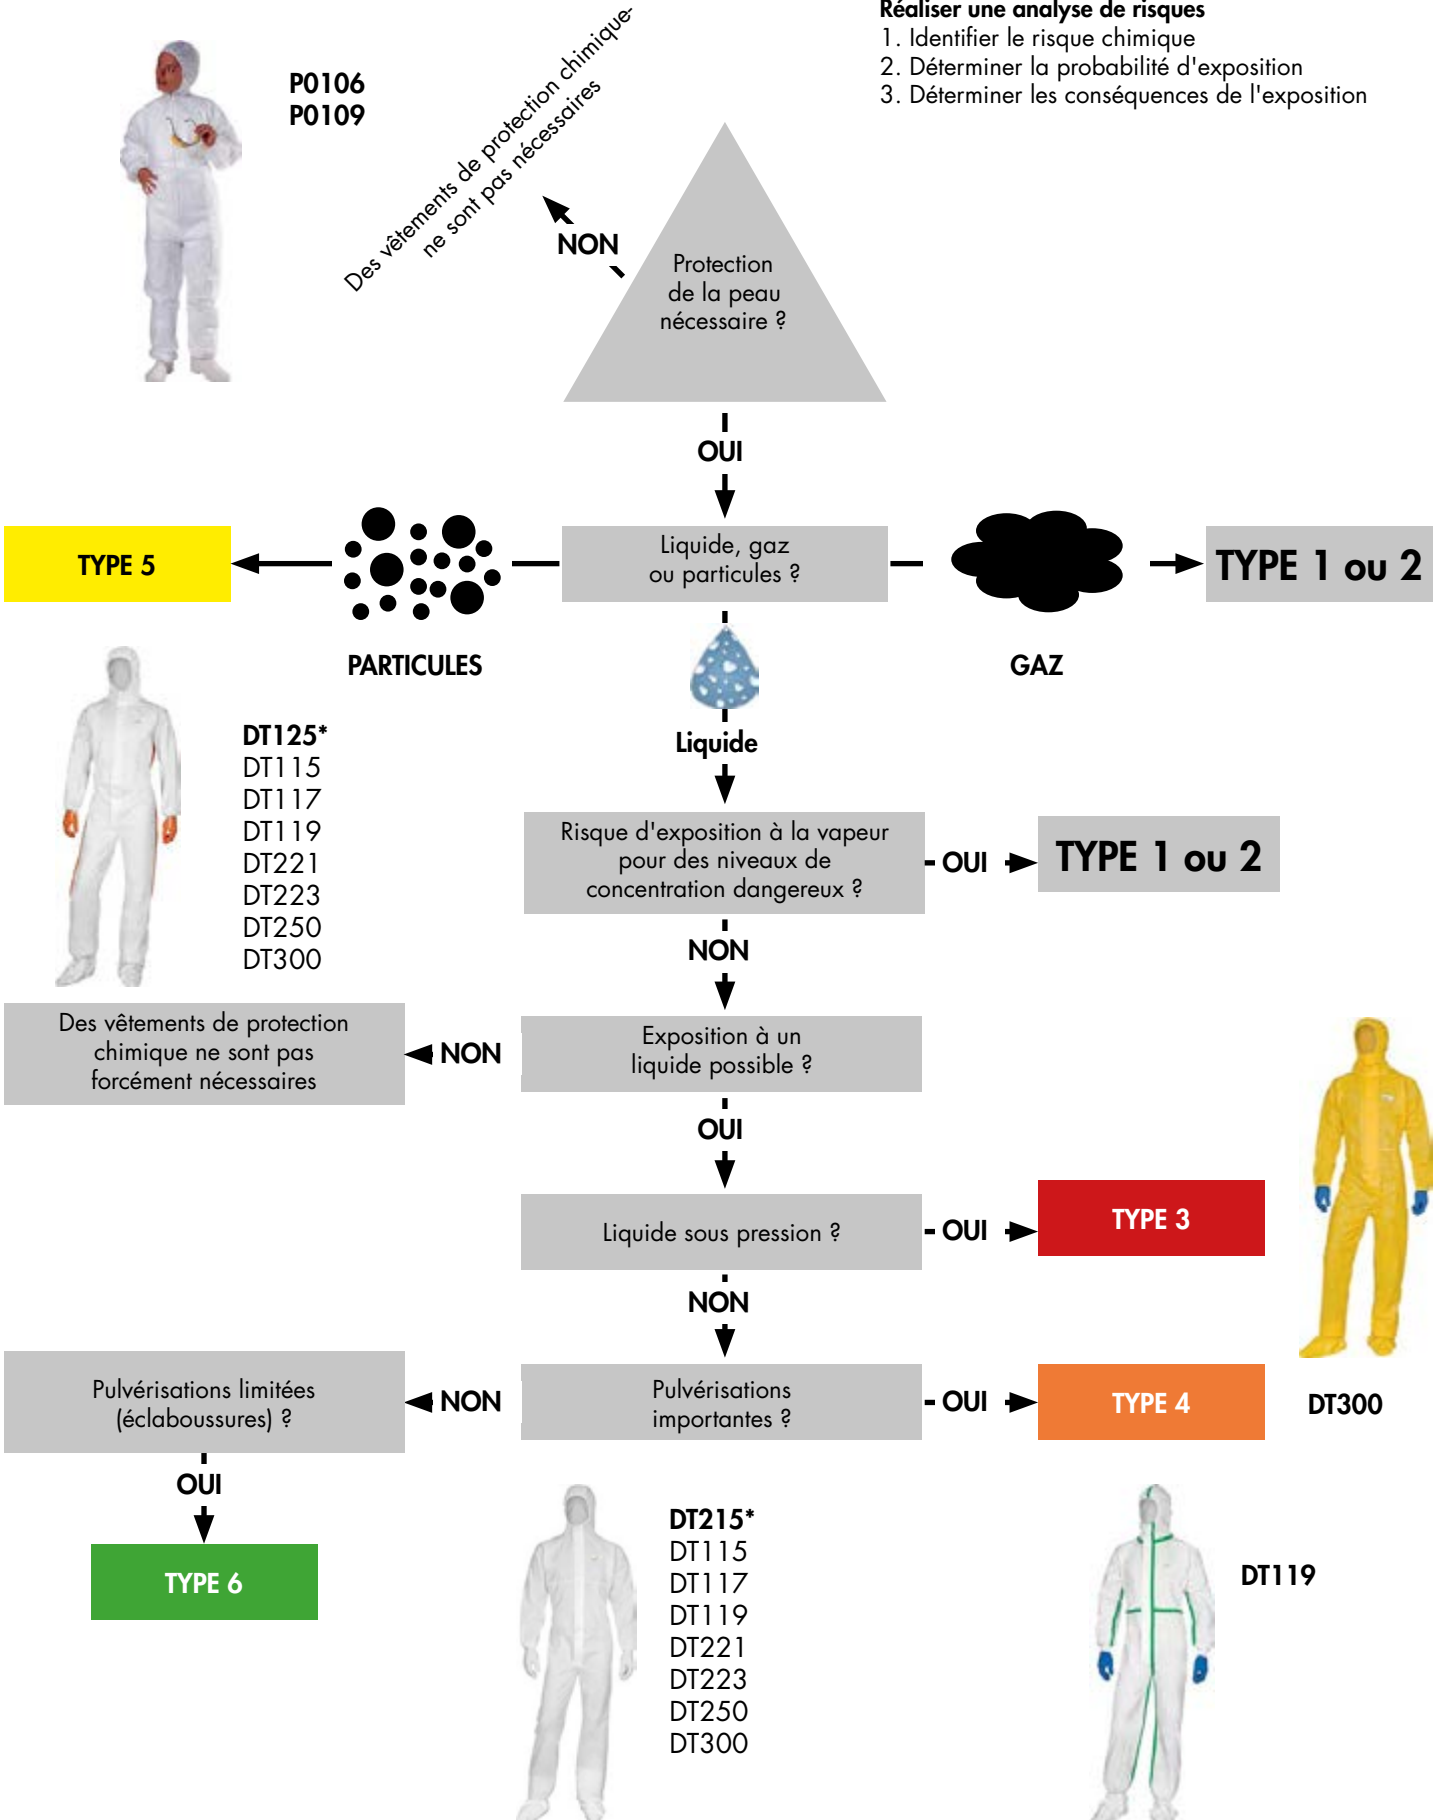 Réaliser une analyse de risques
1. Identifier le risque chimique
2. Déterminer la probabilité d'exposition
3. Déterminer les conséquences de l'exposition
P0106
P0109
Des vêtements de protection chimique-
ne sont pas nécessaires
NON
Protection
de la peau
nécessaire ?
OUI
TYPE 5
Liquide, gaz
ou particules ?
TYPE 1 ou 2
PARTICULES
GAZ
Liquide
DT125*
DT115
DT117
DT119
DT221
DT223
DT250
DT300
Risque d'exposition à la vapeur
pour des niveaux de
concentration dangereux ?
OUI
TYPE 1 ou 2
NON
Des vêtements de protection
chimique ne sont pas
forcément nécessaires
NON
Exposition à un
liquide possible ?
OUI
Liquide sous pression ?
OUI
TYPE 3
NON
Pulvérisations limitées
(éclaboussures) ?
NON
Pulvérisations
importantes ?
OUI
TYPE 4
DT300
OUI
TYPE 6
DT215*
DT115
DT117
DT119
DT221
DT223
DT250
DT300
DT119